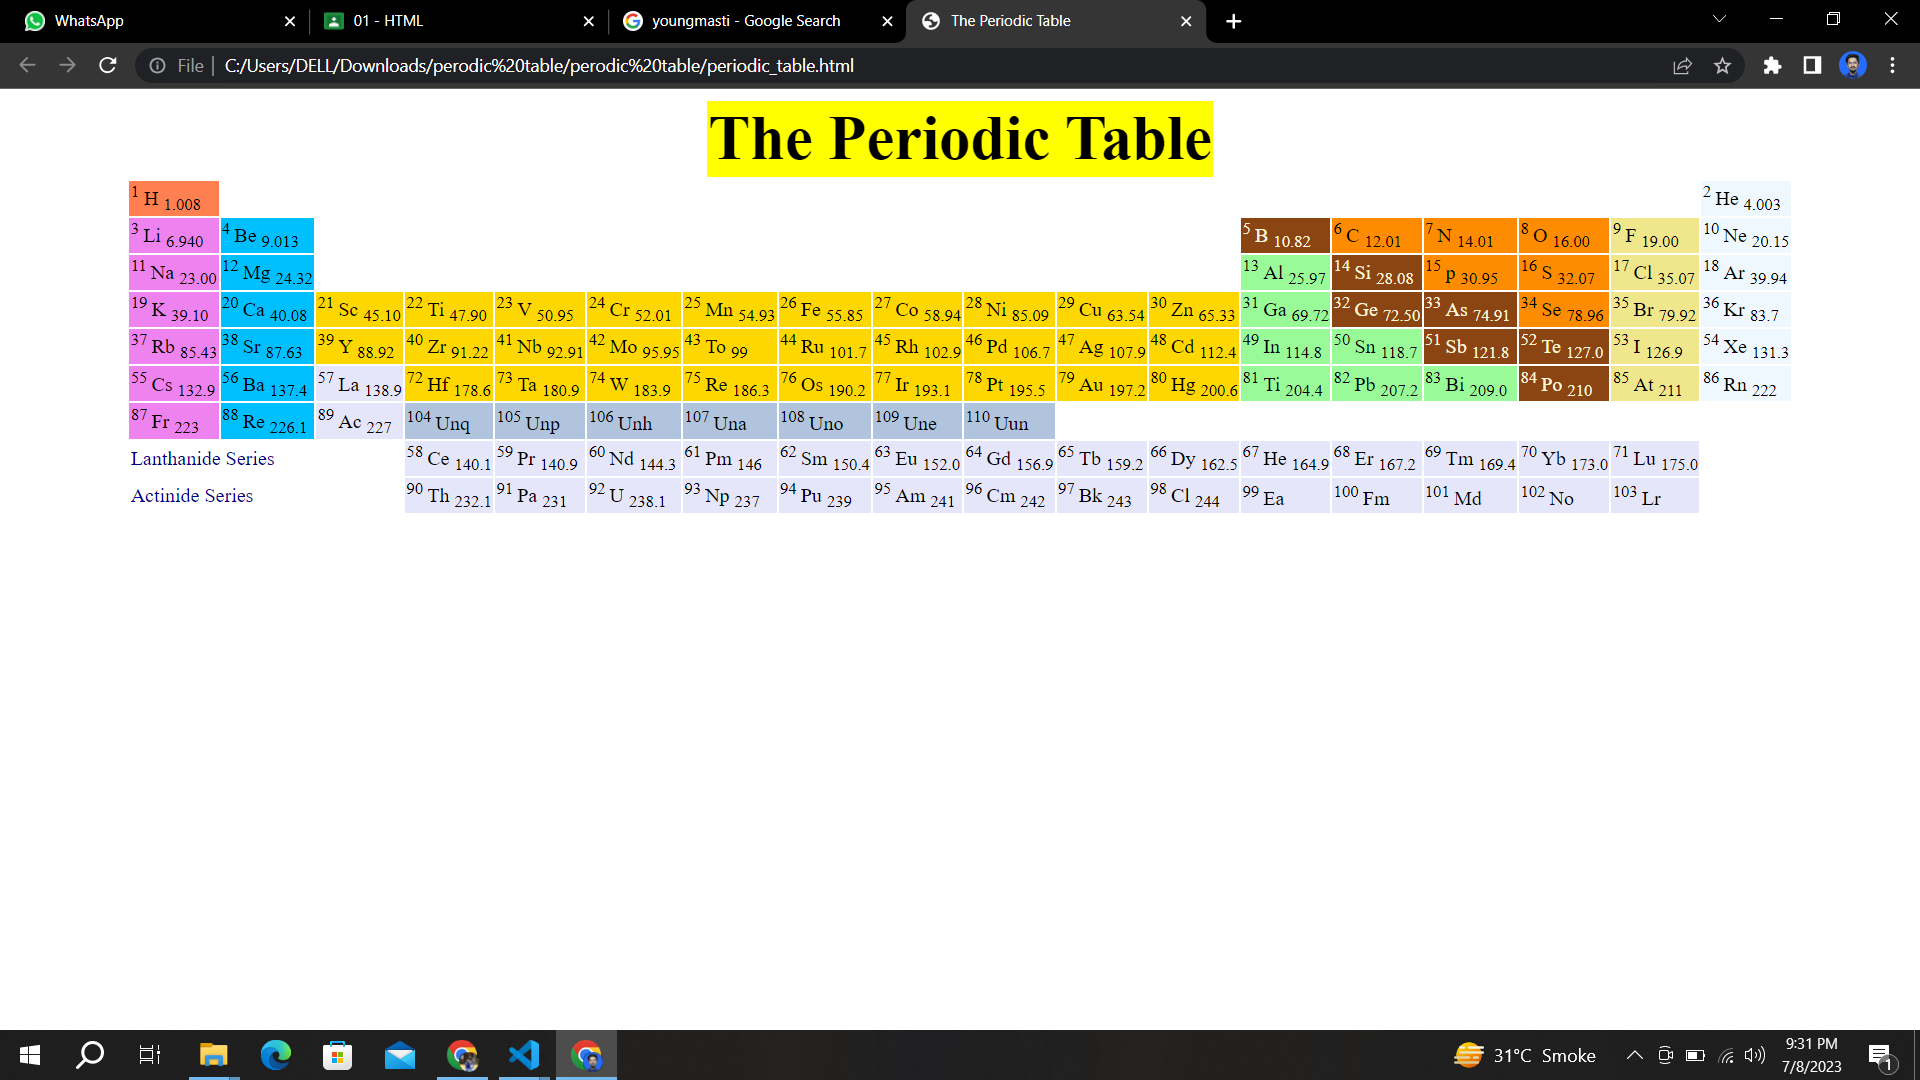 WhatsApp 01 - HTML youngmasti - Google Search The Periodic Table
File C:/Users/DELL/Downloads/perodic%20table/perodic%20table/periodic_table.html
The Periodic Table
1 H 1.008 2 He 4.003
3 Li 6.940 4 Be 9.013 5 B 10.82 6 C 12.01 7 N 14.01 8 O 16.00 9 F 19.00 10 Ne 20.15
11 Na 23.00 12 Mg 24.32 13 Al 25.97 14 Si 28.08 15 p 30.95 16 S 32.07 17 Cl 35.07 18 Ar 39.94
19 K 39.10 20 Ca 40.08 21 Sc 45.10 22 Ti 47.90 23 V 50.95 24 Cr 52.01 25 Mn 54.93 26 Fe 55.85 27 Co 58.94 28 Ni 85.09 29 Cu 63.54 30 Zn 65.33 31 Ga 69.72 32 Ge 72.50 33 As 74.91 34 Se 78.96 35 Br 79.92 36 Kr 83.7
37 Rb 85.43 38 Sr 87.63 39 Y 88.92 40 Zr 91.22 41 Nb 92.91 42 Mo 95.95 43 To 99 44 Ru 101.7 45 Rh 102.9 46 Pd 106.7 47 Ag 107.9 48 Cd 112.4 49 In 114.8 50 Sn 118.7 51 Sb 121.8 52 Te 127.0 53 I 126.9 54 Xe 131.3
55 Cs 132.9 56 Ba 137.4 57 La 138.9 72 Hf 178.6 73 Ta 180.9 74 W 183.9 75 Re 186.3 76 Os 190.2 77 Ir 193.1 78 Pt 195.5 79 Au 197.2 80 Hg 200.6 81 Ti 204.4 82 Pb 207.2 83 Bi 209.0 84 Po 210 85 At 211 86 Rn 222
87 Fr 223 88 Re 226.1 89 Ac 227 104 Unq 105 Unp 106 Unh 107 Una 108 Uno 109 Une 110 Uun
Lanthanide Series 58 Ce 140.1 59 Pr 140.9 60 Nd 144.3 61 Pm 146 62 Sm 150.4 63 Eu 152.0 64 Gd 156.9 65 Tb 159.2 66 Dy 162.5 67 He 164.9 68 Er 167.2 69 Tm 169.4 70 Yb 173.0 71 Lu 175.0
Actinide Series 90 Th 232.1 91 Pa 231 92 U 238.1 93 Np 237 94 Pu 239 95 Am 241 96 Cm 242 97 Bk 243 98 Cl 244 99 Ea 100 Fm 101 Md 102 No 103 Lr
31°C Smoke
9:31 PM
7/8/2023
1